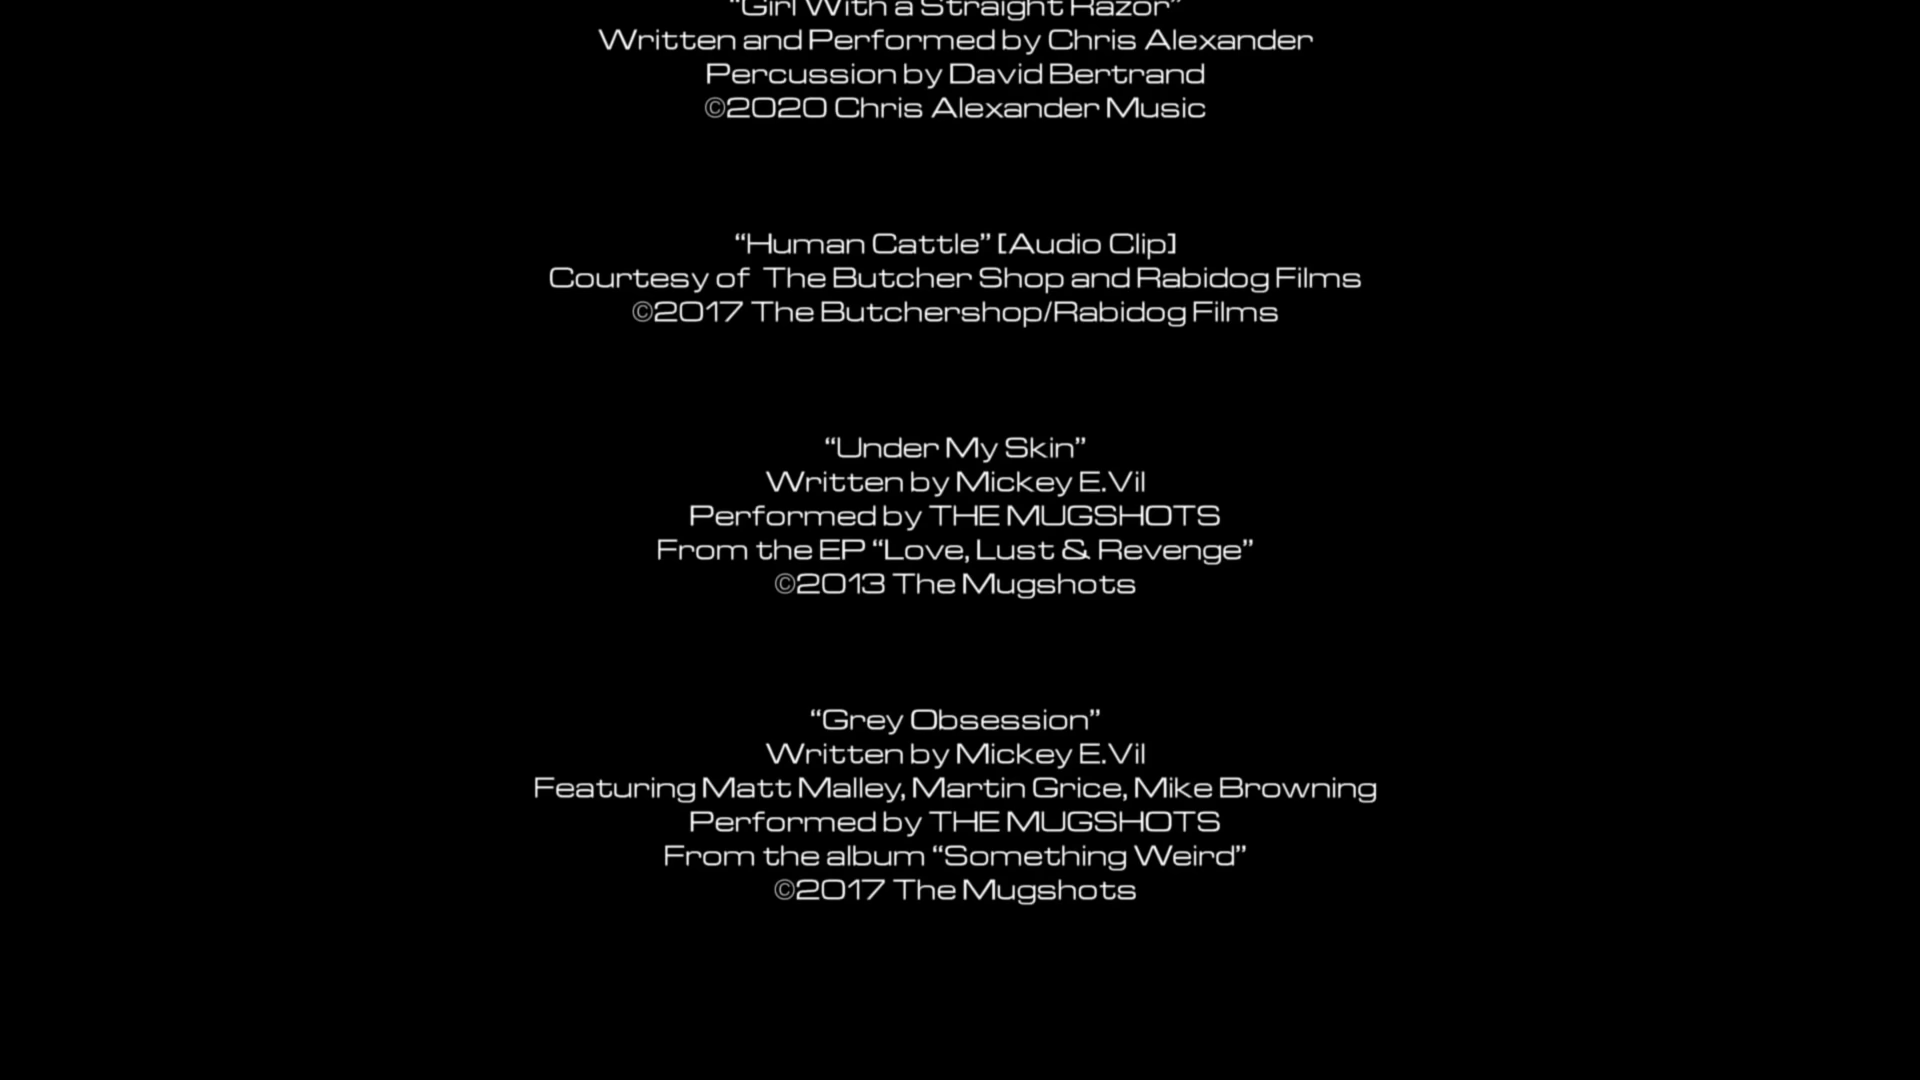 “Girl With a Straight Razor”
Written and Performed by Chris Alexander
Percussion by David Bertrand
©2020 Chris Alexander Music
“Human Cattle” [Audio Clip]
Courtesy of  The Butcher Shop and Rabidog Films
©2017 The Butchershop/Rabidog Films
“Under My Skin”
Written by Mickey E.Vil
Performed by THE MUGSHOTS
From the EP “Love, Lust & Revenge”
©2013 The Mugshots
“Grey Obsession”
Written by Mickey E.Vil
Featuring Matt Malley, Martin Grice, Mike Browning
Performed by THE MUGSHOTS
From the album “Something Weird”
©2017 The Mugshots